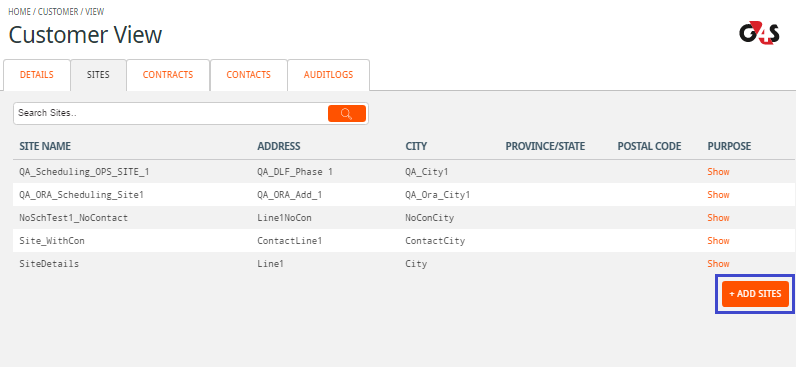 HOME / CUSTOMER / VIEW
Customer View
G4S
DETAILS SITES CONTRACTS CONTACTS AUDITLOGS
Search Sites..
SITE NAME ADDRESS CITY PROVINCE/STATE POSTAL CODE PURPOSE
QA_Scheduling_OPS_SITE_1 QA_DLF_Phase 1 QA_City1 Show
QA_ORA_Scheduling_Site1 QA_ORA_Add_1 QA_Ora_City1 Show
NoSchTest1_NoContact Line1NoCon NoConCity Show
Site_WithCon ContactLine1 ContactCity Show
SiteDetails Line1 City Show
+ ADD SITES